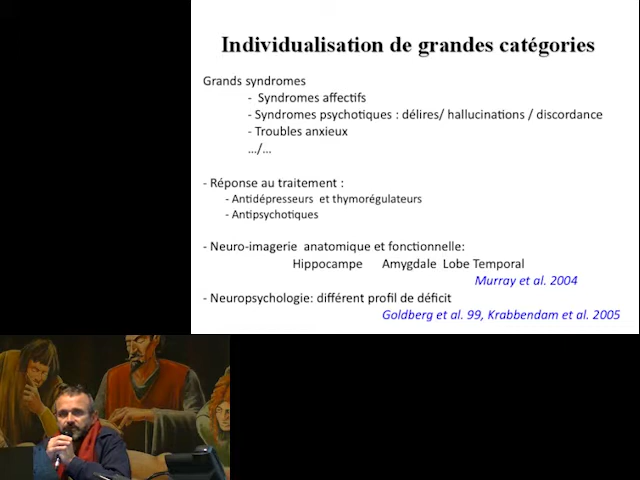 Individualisation de grandes catégories
Grands syndromes
- Syndromes affectifs
- Syndromes psychotiques : délires/ hallucinations / discordance
- Troubles anxieux
.../...
- Réponse au traitement :
- Antidépresseurs et thymorégulateurs
- Antipsychotiques
- Neuro-imagerie anatomique et fonctionnelle:
Hippocampe Amygdale Lobe Temporal
Murray et al. 2004
- Neuropsychologie: différent profil de déficit
Goldberg et al. 99, Krabbendam et al. 2005